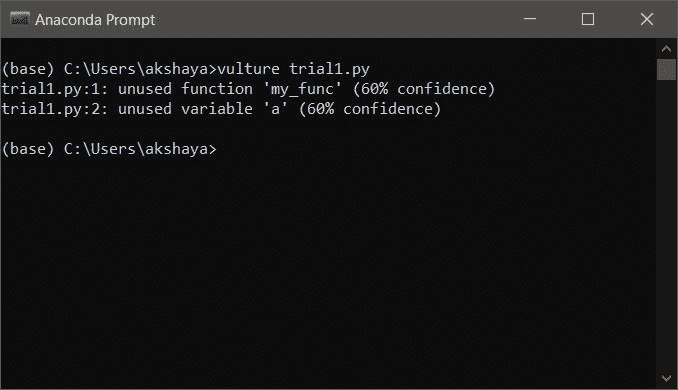 Anaconda Prompt
(base) C:\Users\akshaya>vulture trial1.py
trial1.py:1: unused function 'my_func' (60% confidence)
trial1.py:2: unused variable 'a' (60% confidence)
(base) C:\Users\akshaya>